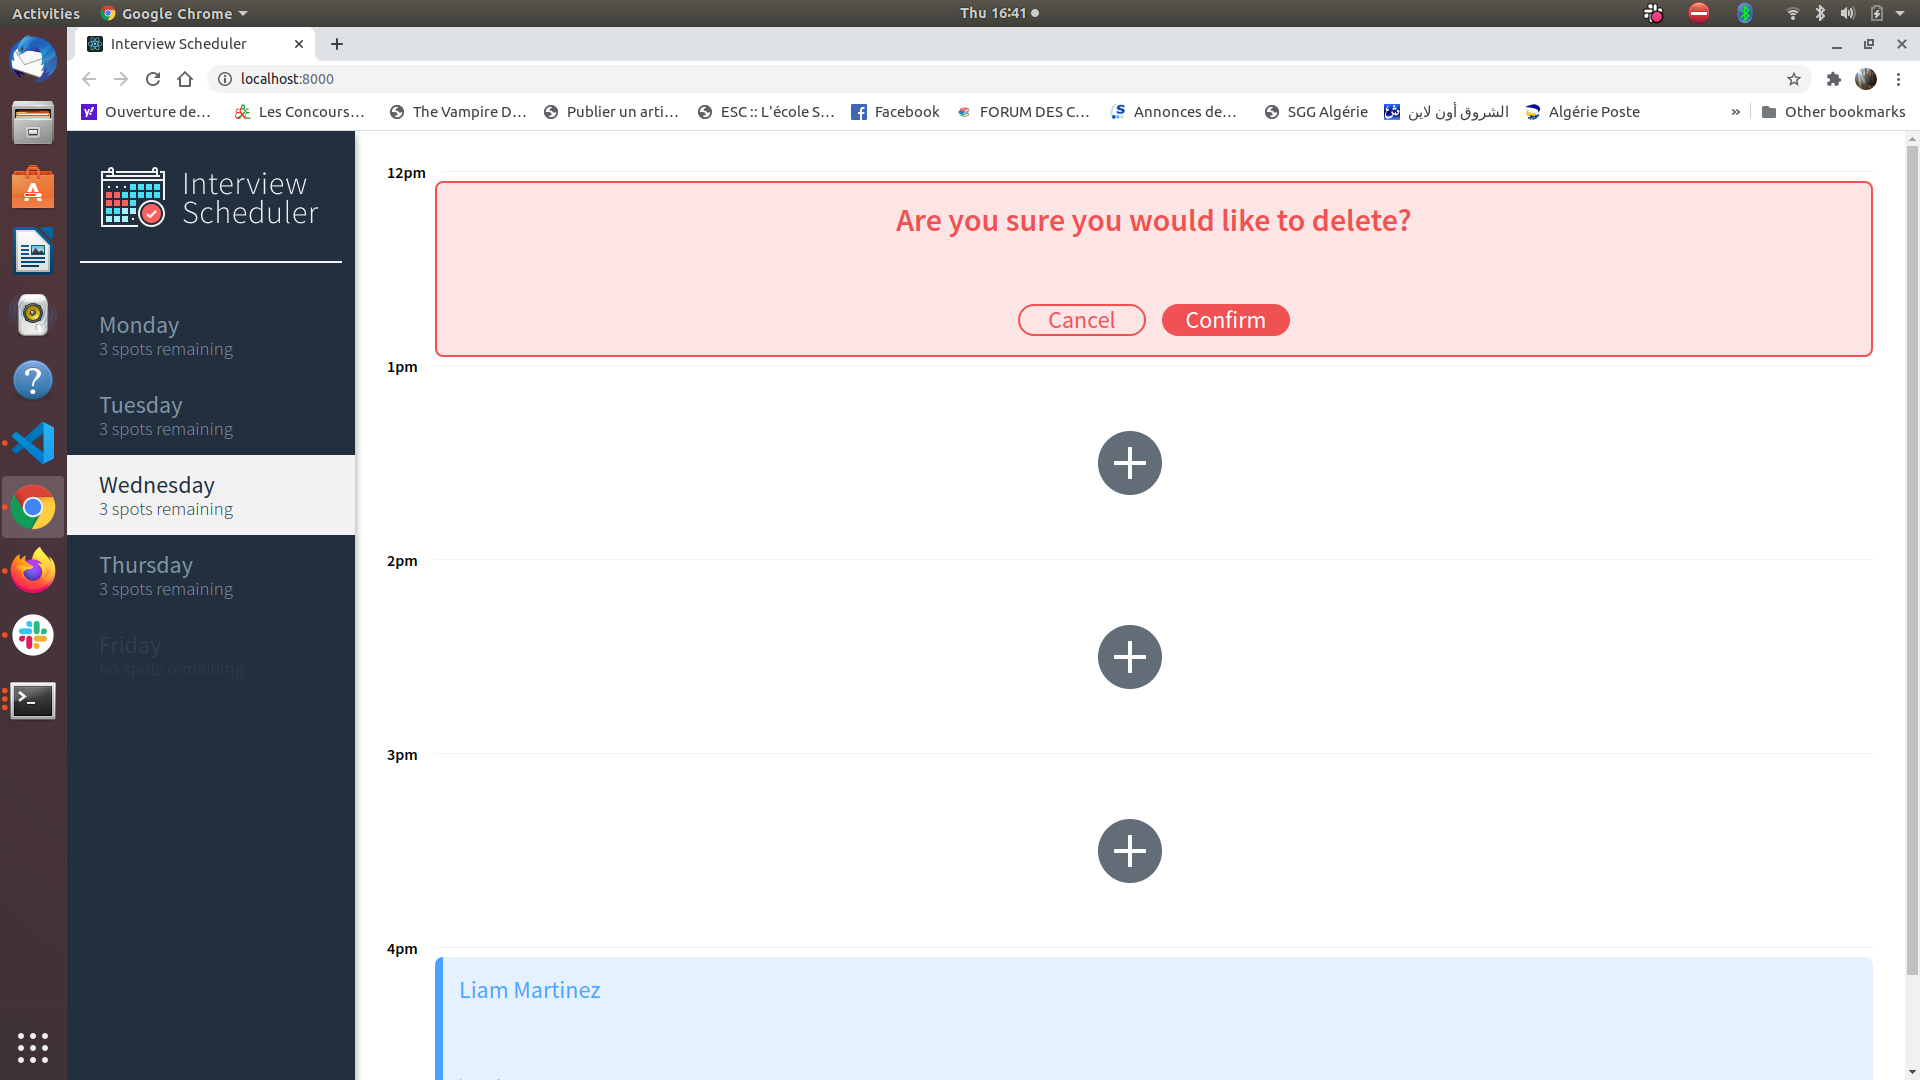 Activities
Google Chrome
Thu 16:41
Interview Scheduler
localhost:8000
Ouverture de...
Les Concours...
The Vampire D...
Publier un arti...
ESC :: L'école S...
Facebook
FORUM DES C...
Annonces de...
SGG Algérie
الشروق أون لاين
Algérie Poste
»
Other bookmarks
Interview
Scheduler
Monday
3 spots remaining
Tuesday
3 spots remaining
Wednesday
3 spots remaining
Thursday
3 spots remaining
Friday
no spots remaining
12pm
Are you sure you would like to delete?
Cancel
Confirm
1pm
2pm
3pm
4pm
Liam Martinez